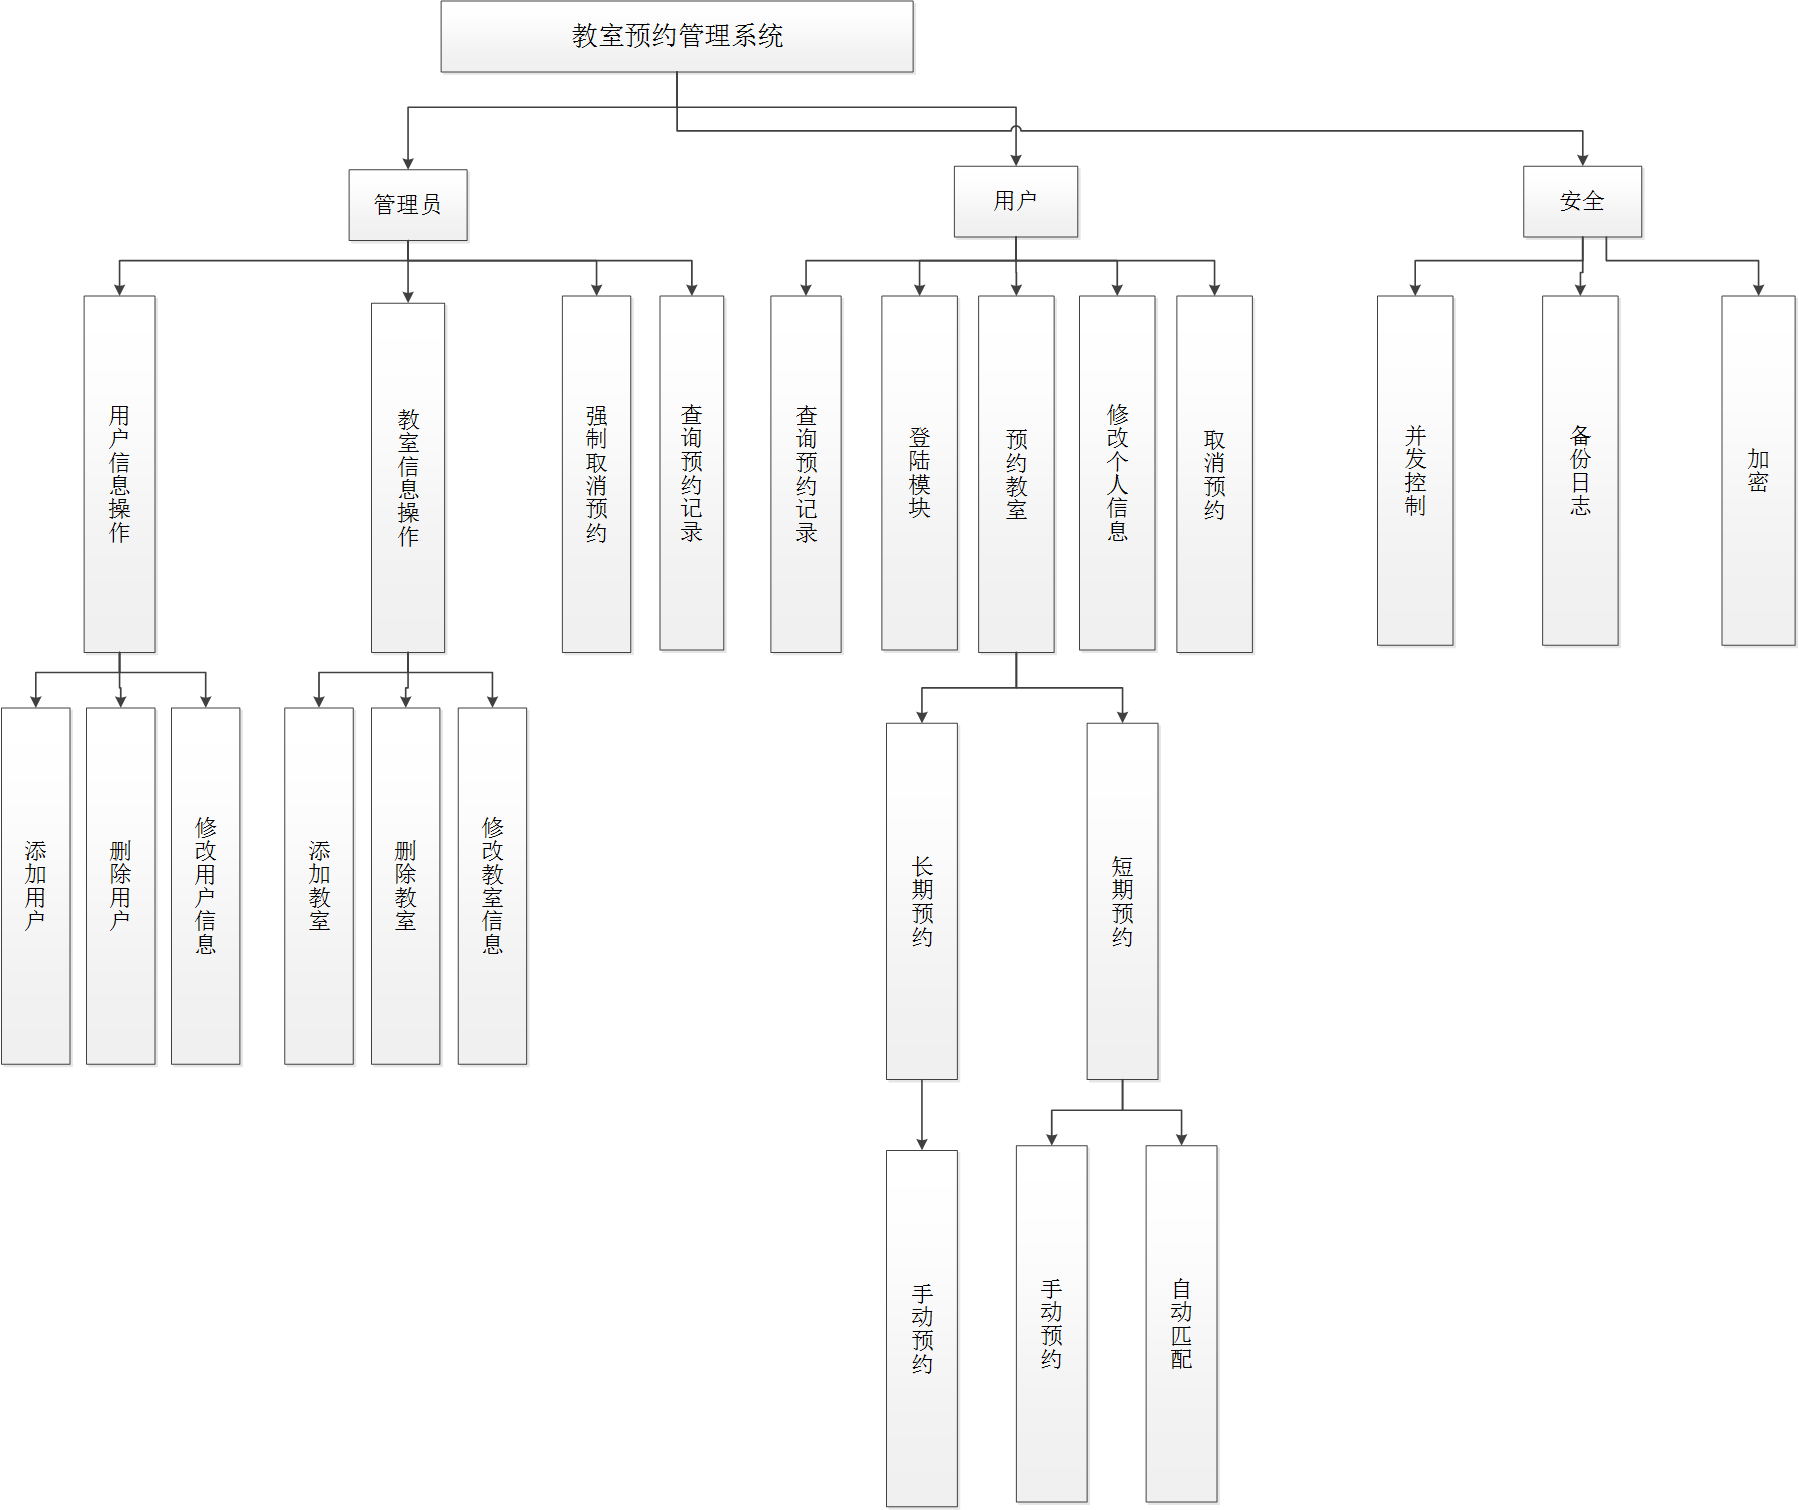 教室预约管理系统
管理员
用户
安全
用户信息操作
教室信息操作
强制取消预约
查询预约记录
查询预约记录
登陆模块
预约教室
修改个人信息
取消预约
并发控制
备份日志
加密
添加用户
删除用户
修改用户信息
添加教室
删除教室
修改教室信息
长期预约
短期预约
手动预约
手动预约
自动匹配